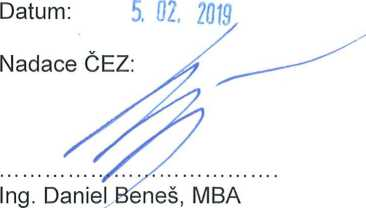 Datum: 5. 02. 2019
Nadace ČEZ:
........................................
Ing. Daniel Beneš, MBA